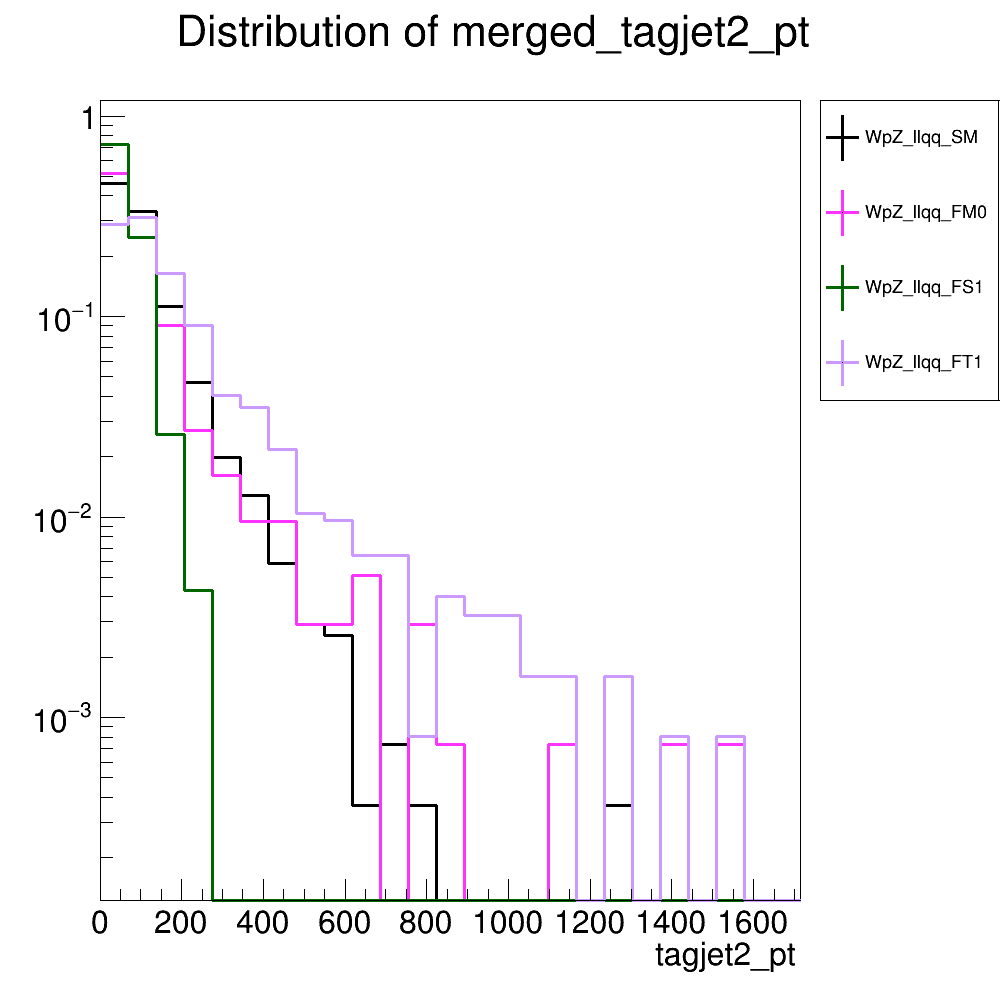 Distribution of merged_tagjet2_pt
1
10⁻¹
10⁻²
10⁻³
0 200 400 600 800 1000 1200 1400 1600
tagjet2_pt
WpZ_llqq_SM
WpZ_llqq_FM0
WpZ_llqq_FS1
WpZ_llqq_FT1